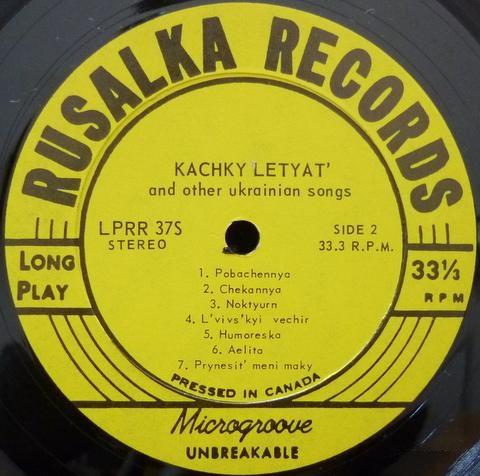 RUSALKA RECORDS
KACHKY LETYAT'
and other ukrainian songs
LPRR 37S
STEREO
SIDE 2
33.3 R.P.M.
LONG
PLAY
33⅓
RPM
1. Pobachennya
2. Chekannya
3. Noktyurn
4. L'vivs'kyi vechir
5. Humoreska
6. Aelita
7. Prynesit' meni maky
PRESSED IN CANADA
Microgroove
UNBREAKABLE